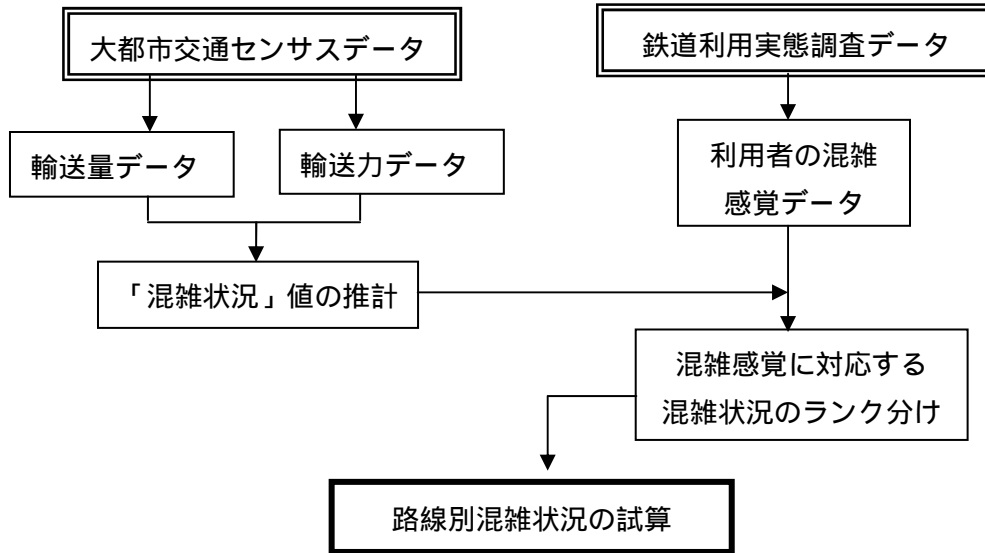 大都市交通センサスデータ
鉄道利用実態調査データ
輸送量データ
輸送力データ
利用者の混雑
感覚データ
「混雑状況」値の推計
混雑感覚に対応する
混雑状況のランク分け
路線別混雑状況の試算